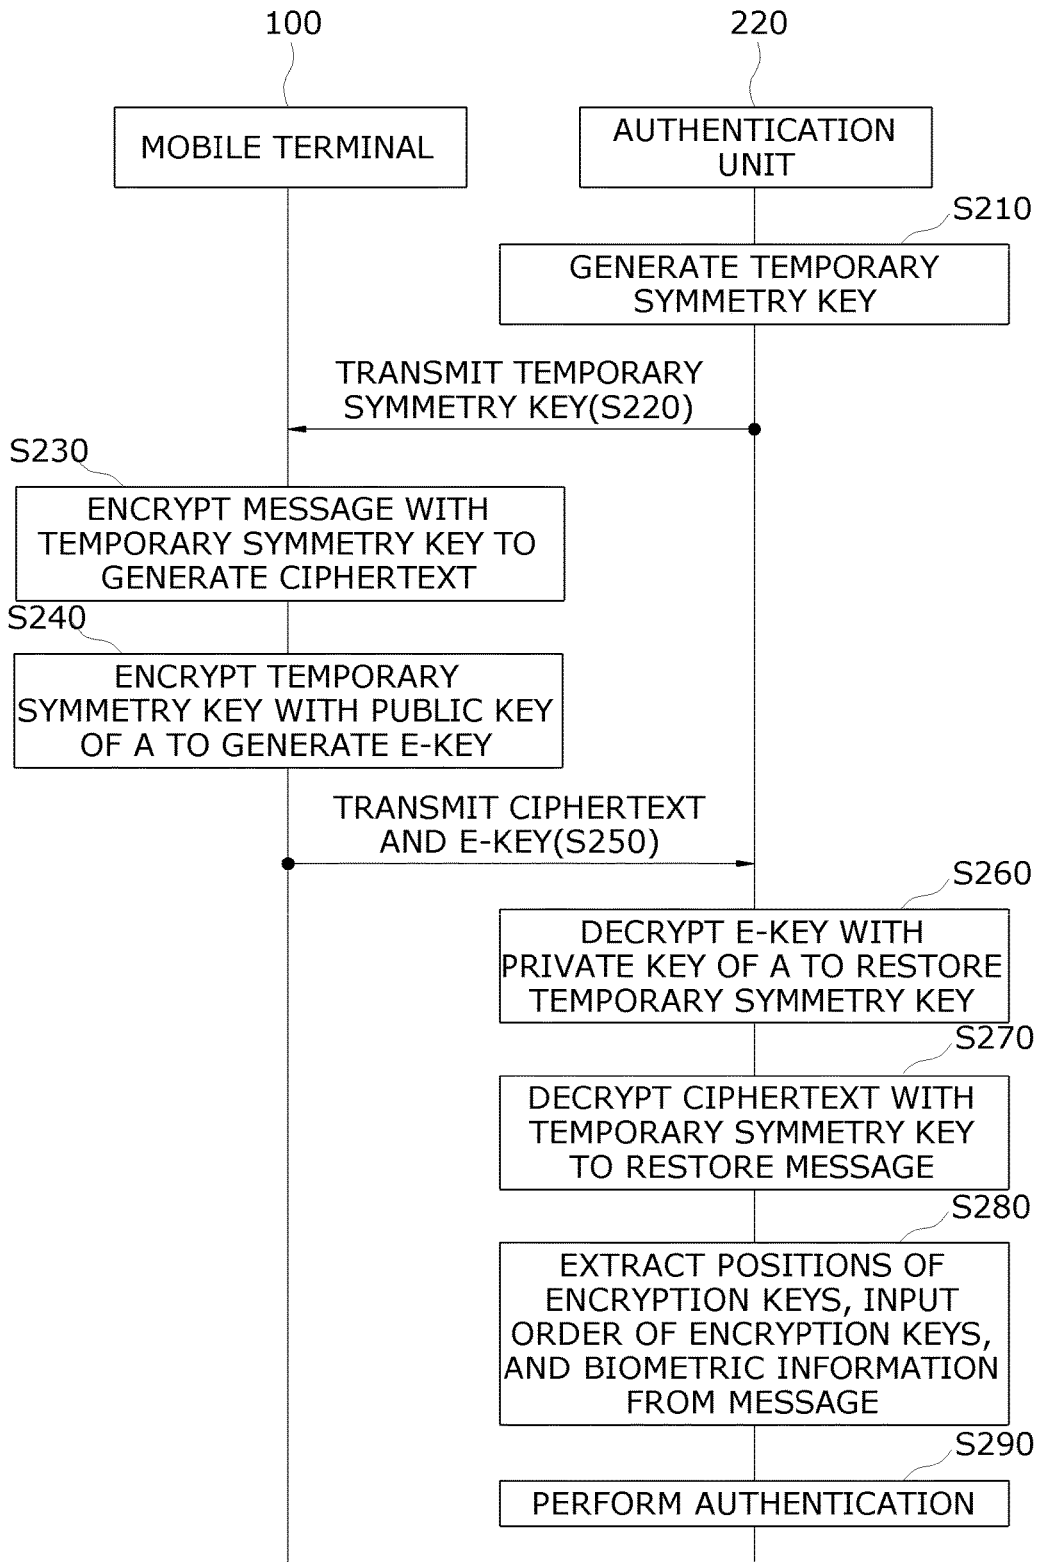 100
220
MOBILE TERMINAL
AUTHENTICATION
UNIT
S210
GENERATE TEMPORARY
SYMMETRY KEY
TRANSMIT TEMPORARY
SYMMETRY KEY(S220)
S230
ENCRYPT MESSAGE WITH
TEMPORARY SYMMETRY KEY TO
GENERATE CIPHERTEXT
S240
ENCRYPT TEMPORARY
SYMMETRY KEY WITH PUBLIC KEY
OF A TO GENERATE E-KEY
TRANSMIT CIPHERTEXT
AND E-KEY(S250)
S260
DECRYPT E-KEY WITH
PRIVATE KEY OF A TO RESTORE
TEMPORARY SYMMETRY KEY
S270
DECRYPT CIPHERTEXT WITH
TEMPORARY SYMMETRY KEY
TO RESTORE MESSAGE
S280
EXTRACT POSITIONS OF
ENCRYPTION KEYS, INPUT
ORDER OF ENCRYPTION KEYS,
AND BIOMETRIC INFORMATION
FROM MESSAGE
S290
PERFORM AUTHENTICATION